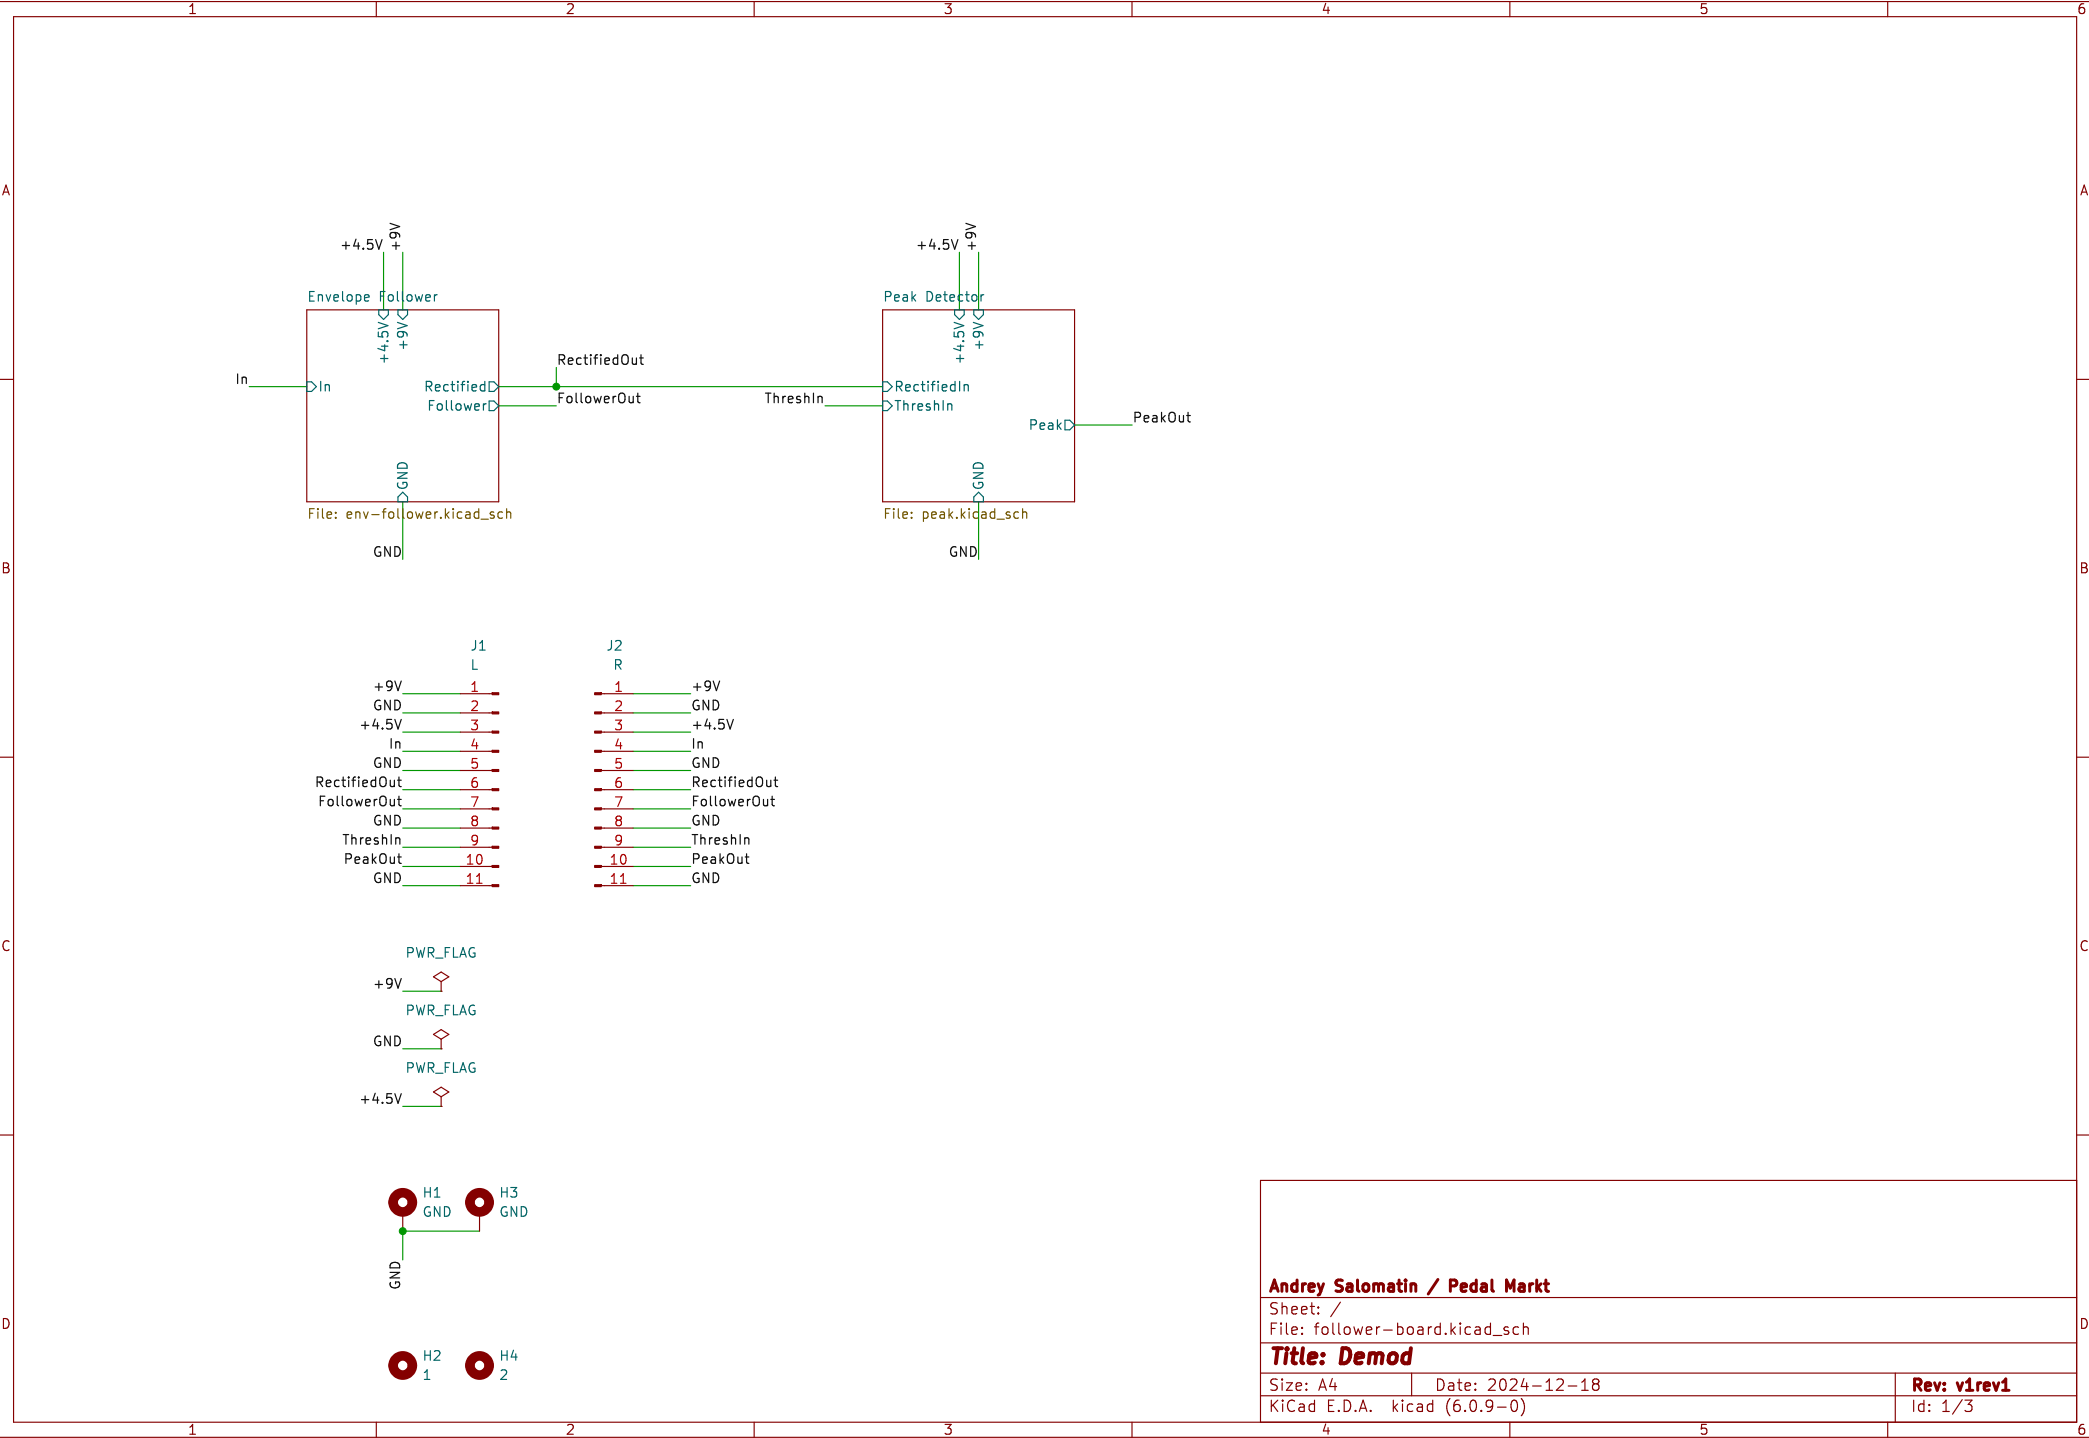 1 2 3 4 5 6
A A
+4.5V +9V +4.5V +9V
Envelope Follower Peak Detector
+4.5V +9V +4.5V +9V
RectifiedOut
In In Rectified RectifiedIn
Follower FollowerOut ThreshIn ThreshIn
Peak PeakOut
GND GND
File: env-follower.kicad_sch File: peak.kicad_sch
GND GND
B B
J1 J2
L R
+9V 1 1 +9V
GND 2 2 GND
+4.5V 3 3 +4.5V
In 4 4 In
GND 5 5 GND
RectifiedOut 6 6 RectifiedOut
FollowerOut 7 7 FollowerOut
GND 8 8 GND
ThreshIn 9 9 ThreshIn
PeakOut 10 10 PeakOut
GND 11 11 GND
C C
PWR_FLAG
+9V
PWR_FLAG
GND
PWR_FLAG
+4.5V
H1 H3
GND GND
GND
Andrey Salomatin / Pedal Markt
Sheet: /
D D
File: follower-board.kicad_sch
Title: Demod
H2 H4
1 2
Size: A4 Date: 2024-12-18 Rev: v1rev1
KiCad E.D.A. kicad (6.0.9-0) Id: 1/3
1 2 3 4 5 6